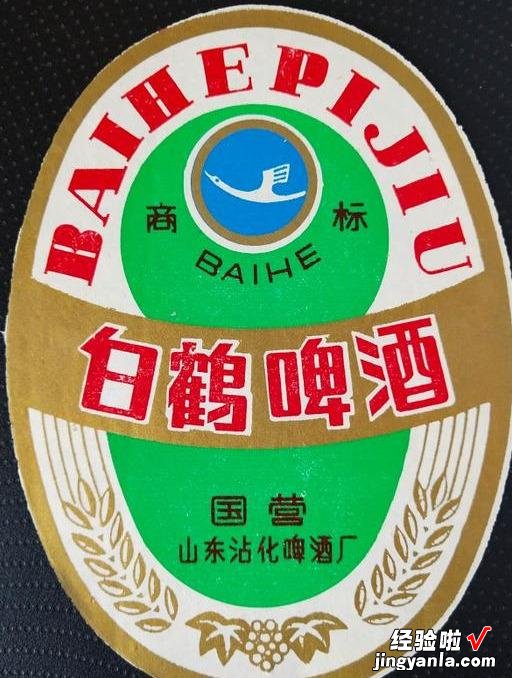 BAIHEPIJIU
商 标
BAIHE
白鹤啤酒
国营
山东沾化啤酒厂
经验啦√
jingyanla.com